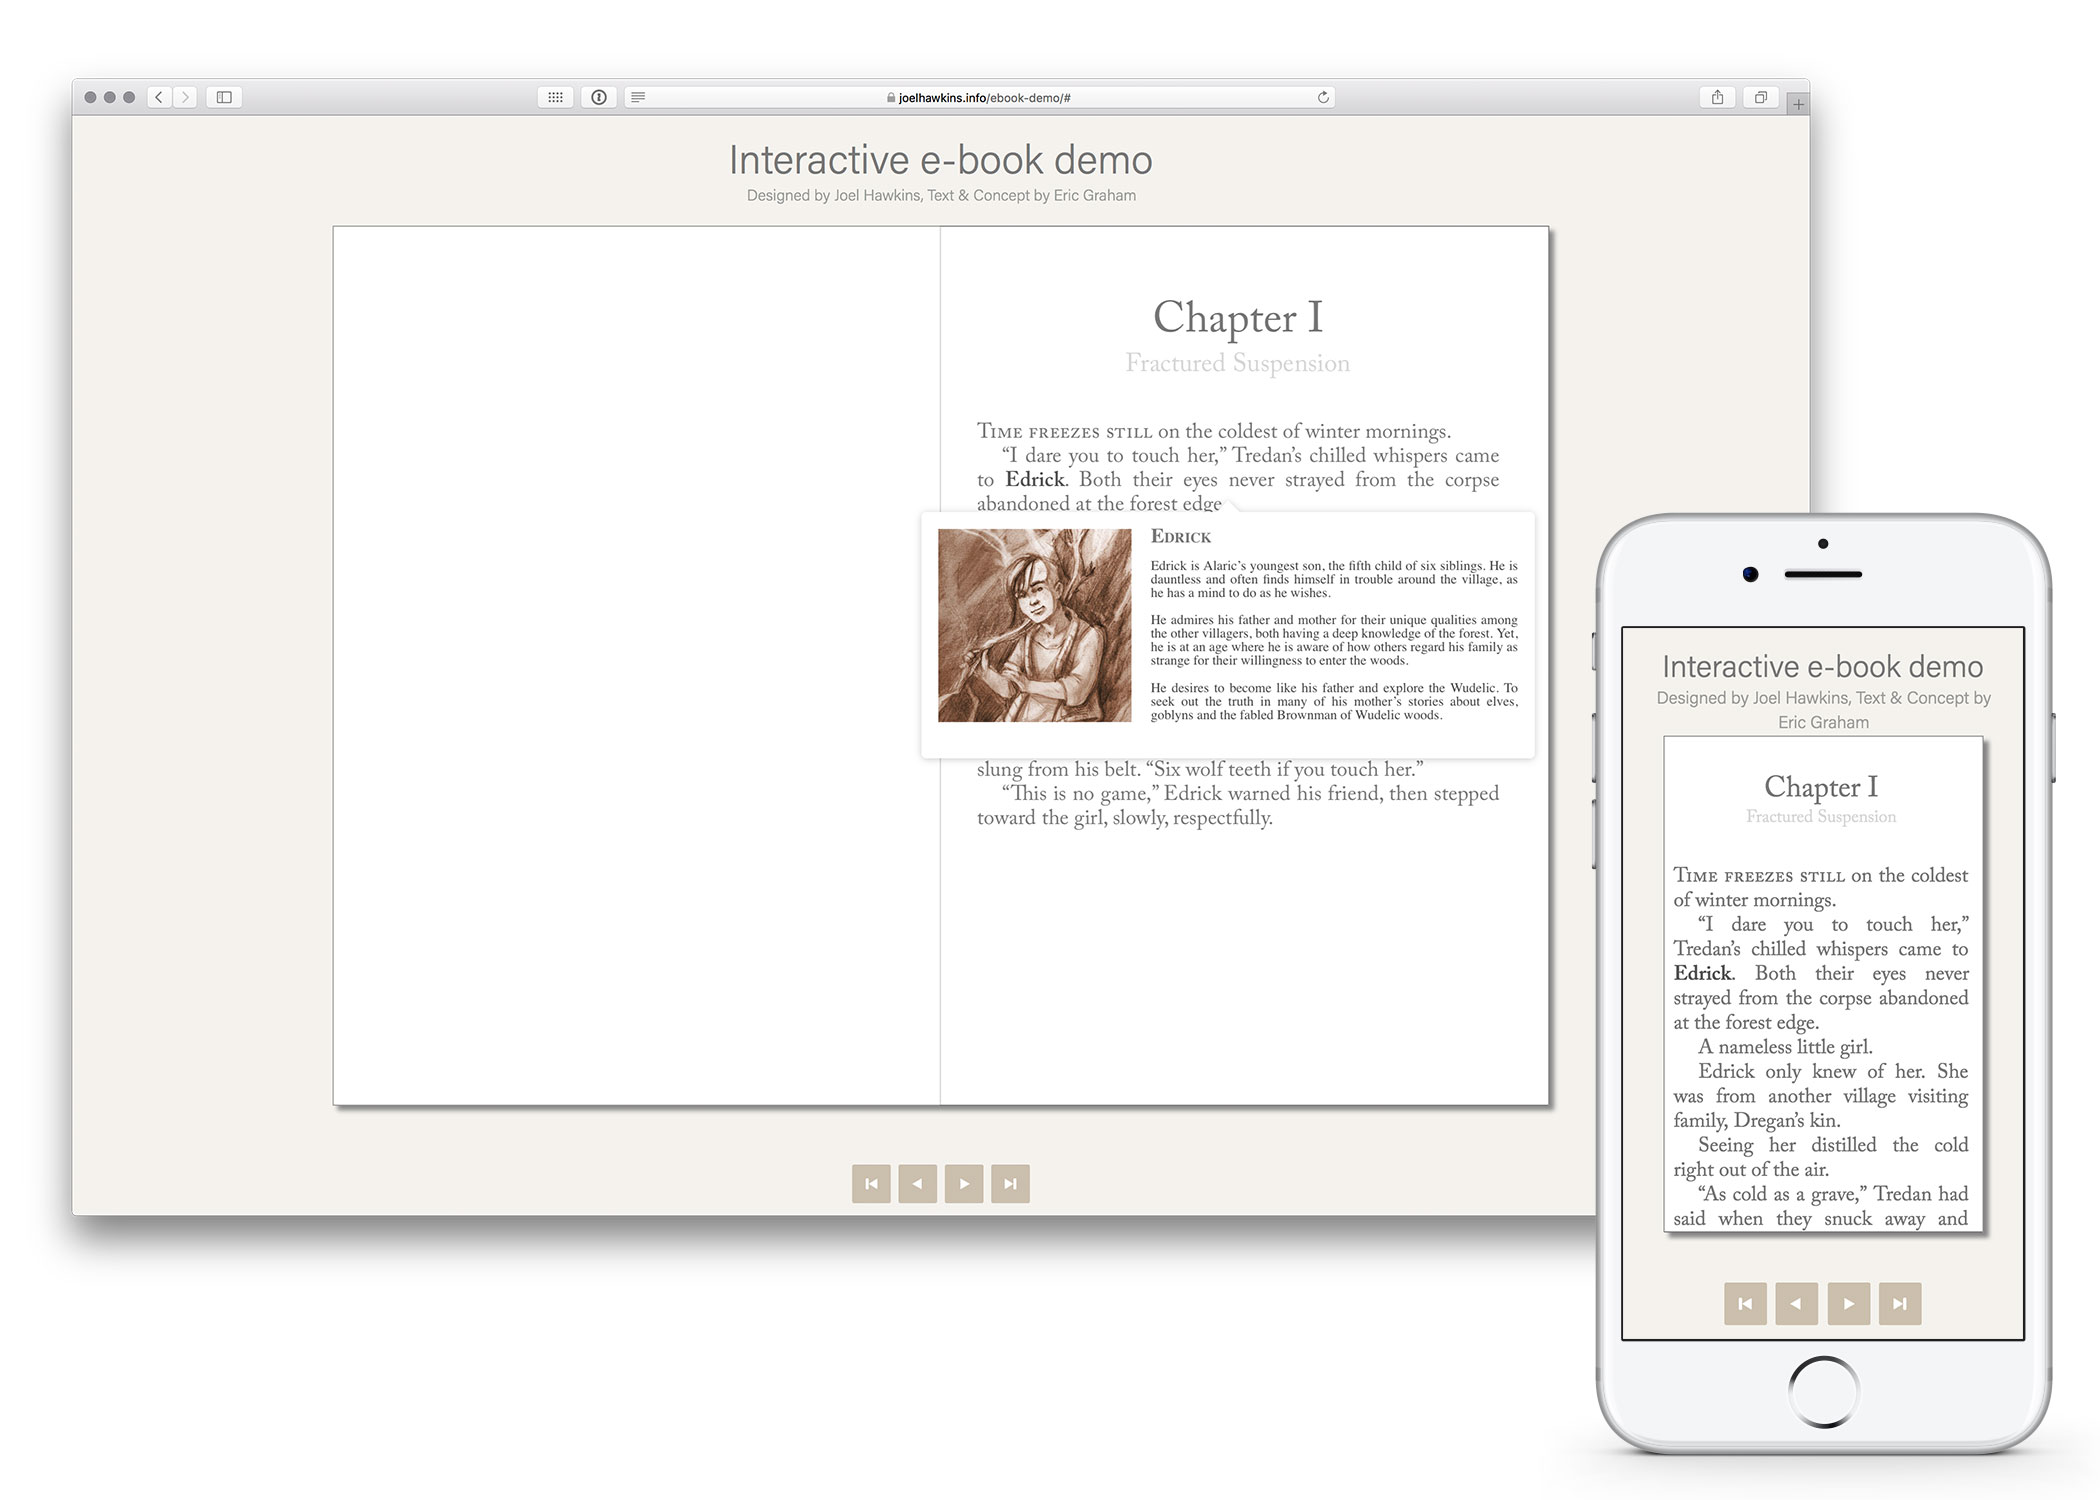 joelhawkins.info/ebook-demo/#
Interactive e-book demo
Designed by Joel Hawkins, Text & Concept by Eric Graham
Chapter I
Fractured Suspension
TIME FREEZES STILL on the coldest of winter mornings.
“I dare you to touch her,” Tredan’s chilled whispers came
to Edrick. Both their eyes never strayed from the corpse
abandoned at the forest edge
EDRICK
Edrick is Alaric’s youngest son, the fifth child of six siblings. He is
dauntless and often finds himself in trouble around the village, as
he has a mind to do as he wishes.
He admires his father and mother for their unique qualities among
the other villagers, both having a deep knowledge of the forest. Yet,
he is at an age where he is aware of how others regard his family as
strange for their willingness to enter the woods.
He desires to become like his father and explore the Wudelic. To
seek out the truth in many of his mother’s stories about elves,
goblyns and the fabled Brownman of Wudelic woods.
slung from his belt. “Six wolf teeth if you touch her.”
“This is no game,” Edrick warned his friend, then stepped
toward the girl, slowly, respectfully.
Interactive e-book demo
Designed by Joel Hawkins, Text & Concept by
Eric Graham
Chapter I
Fractured Suspension
TIME FREEZES STILL on the coldest
of winter mornings.
“I dare you to touch her,”
Tredan’s chilled whispers came to
Edrick. Both their eyes never
strayed from the corpse abandoned
at the forest edge.
A nameless little girl.
Edrick only knew of her. She
was from another village visiting
family, Dregan’s kin.
Seeing her distilled the cold
right out of the air.
“As cold as a grave,” Tredan had
said when they snuck away and